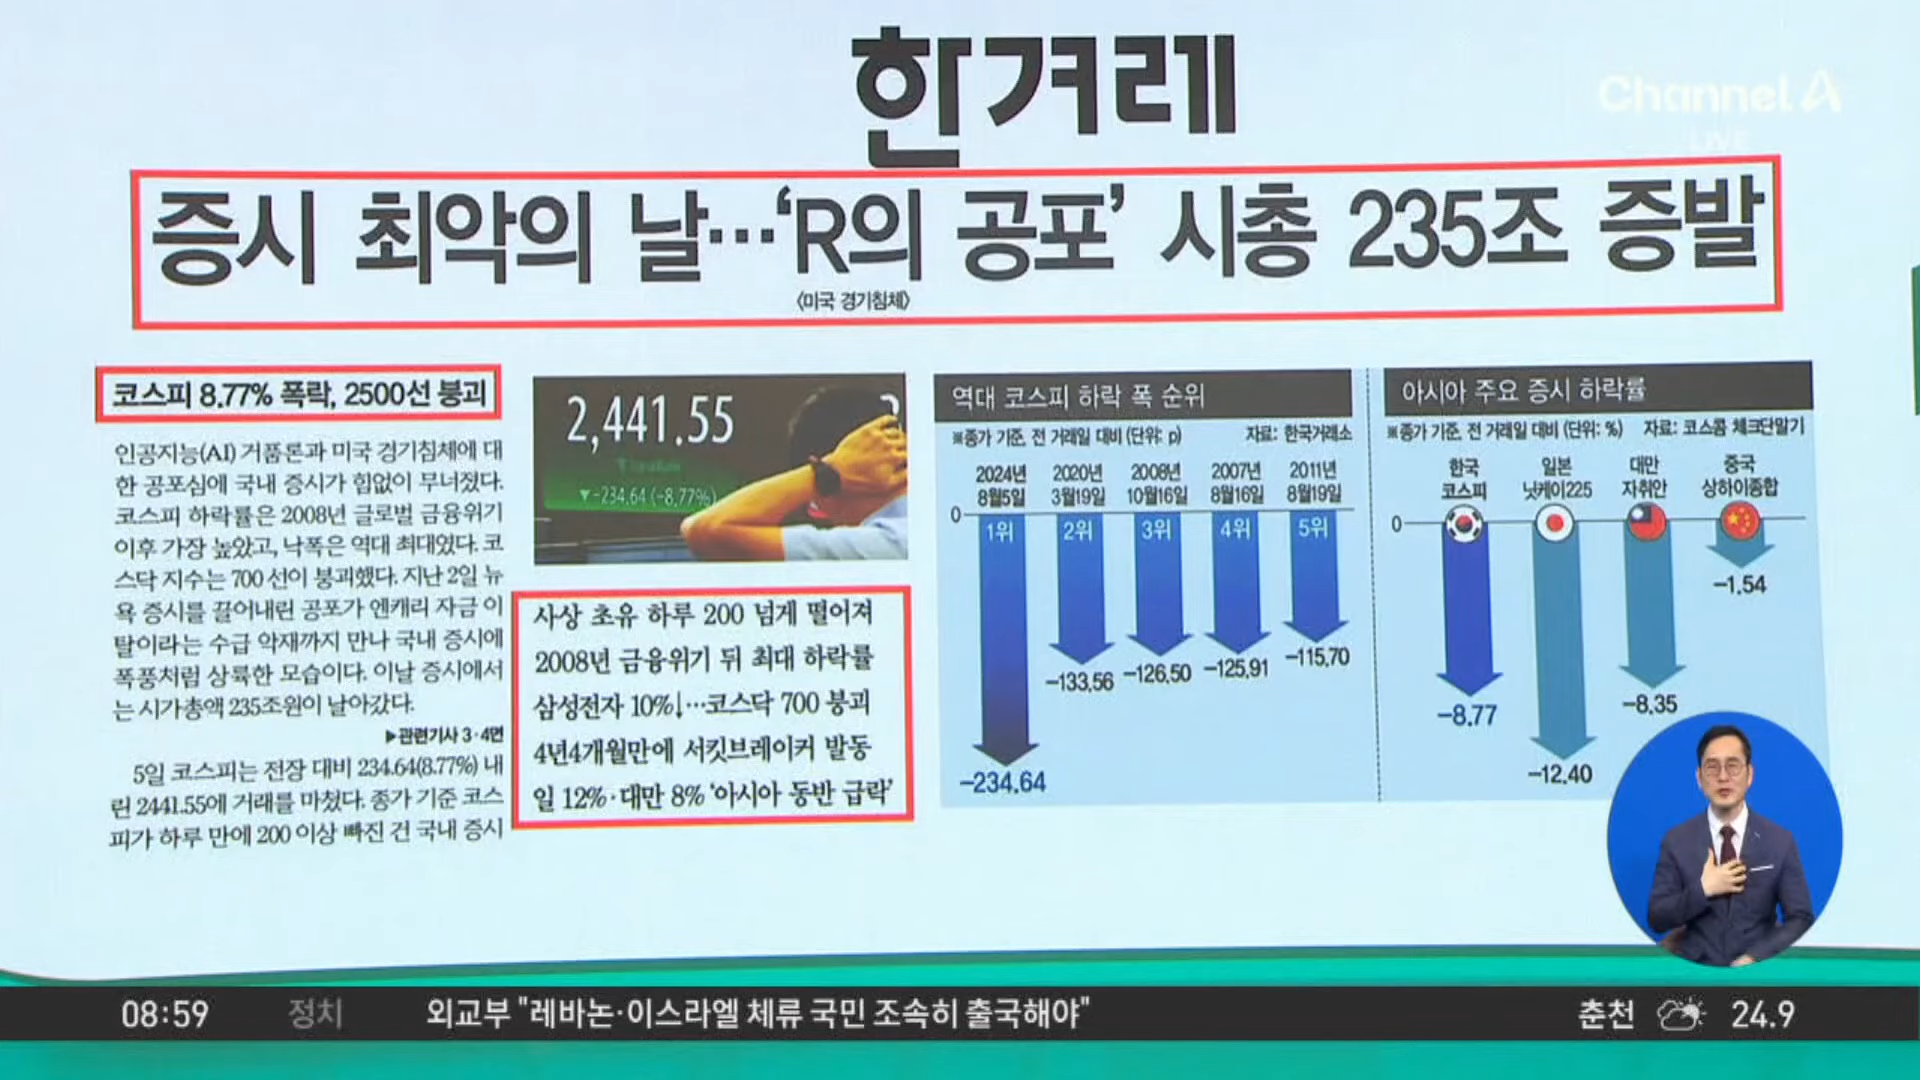 한겨레
Channel A
LIVE
증시 최악의 날…‘R의 공포’ 시총 235조 증발
〈미국 경기침체〉
코스피 8.77% 폭락, 2500선 붕괴
인공지능(AI) 거품론과 미국 경기침체에 대
한 공포심에 국내 증시가 힘없이 무너졌다.
코스피 하락률은 2008년 글로벌 금융위기
이후 가장 높았고, 낙폭은 역대 최대였다. 코
스닥 지수는 700 선이 붕괴했다. 지난 2일 뉴
욕 증시를 끌어내린 공포가 엔캐리 자금 이
탈이라는 수급 악재까지 만나 국내 증시에
폭풍처럼 상륙한 모습이다. 이날 증시에서
는 시가총액 235조원이 날아갔다.
▶관련기사 3·4면
5일 코스피는 전장 대비 234.64(8.77%) 내
린 2441.55에 거래를 마쳤다. 종가 기준 코스
피가 하루 만에 200 이상 빠진 건 국내 증시
2,441.55
▼-234.64 (-8.77%)
사상 초유 하루 200 넘게 떨어져
2008년 금융위기 뒤 최대 하락률
삼성전자 10%↓…코스닥 700 붕괴
4년4개월만에 서킷브레이커 발동
일 12%·대만 8% ‘아시아 동반 급락’
역대 코스피 하락 폭 순위
※종가 기준, 전 거래일 대비 (단위: p) 자료: 한국거래소
2024년 8월5일
2020년 3월19일
2008년 10월16일
2007년 8월16일
2011년 8월19일
0
1위 2위 3위 4위 5위
-234.64 -133.56 -126.50 -125.91 -115.70
아시아 주요 증시 하락률
※종가 기준, 전 거래일 대비 (단위: %) 자료: 코스콤 체크단말기
한국 코스피
일본 닛케이225
대만 자취안
중국 상하이종합
0
-8.77 -12.40 -8.35 -1.54
08:59 정치 외교부 "레바논·이스라엘 체류 국민 조속히 출국해야" 춘천 24.9